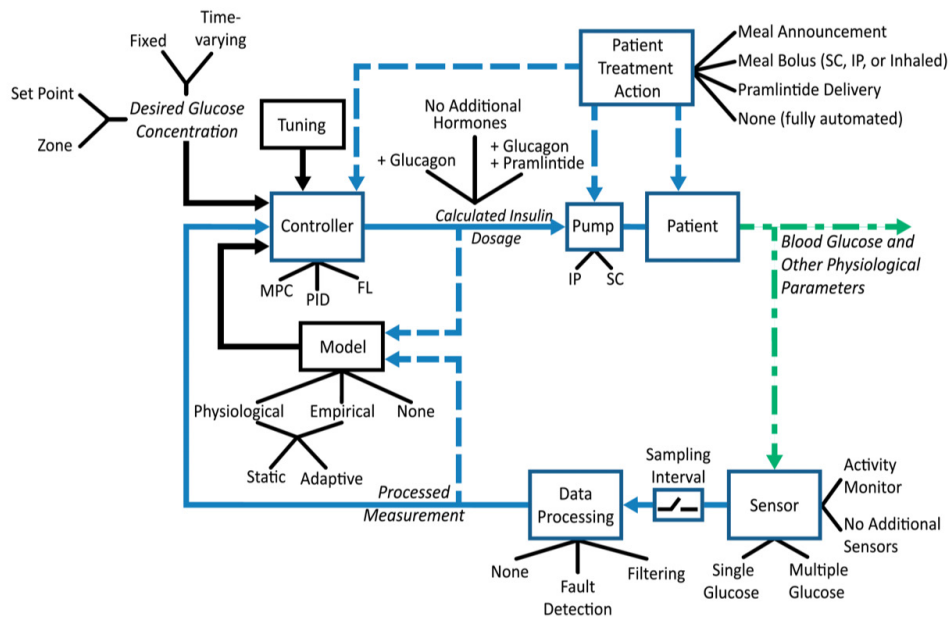 Time-
varying
Fixed
Set Point
Zone
Desired Glucose
Concentration
Tuning
No Additional
Hormones
+ Glucagon
+ Glucagon
+ Pramlintide
Patient
Treatment
Action
Meal Announcement
Meal Bolus (SC, IP, or Inhaled)
Pramlintide Delivery
None (fully automated)
Controller
Calculated Insulin
Dosage
Pump
Patient
Blood Glucose and
Other Physiological
Parameters
MPC
PID
FL
IP
SC
Model
Physiological
Empirical
None
Static
Adaptive
Processed
Measurement
Data
Processing
Sampling
Interval
Sensor
Activity
Monitor
No Additional
Sensors
None
Fault
Detection
Filtering
Single
Glucose
Multiple
Glucose